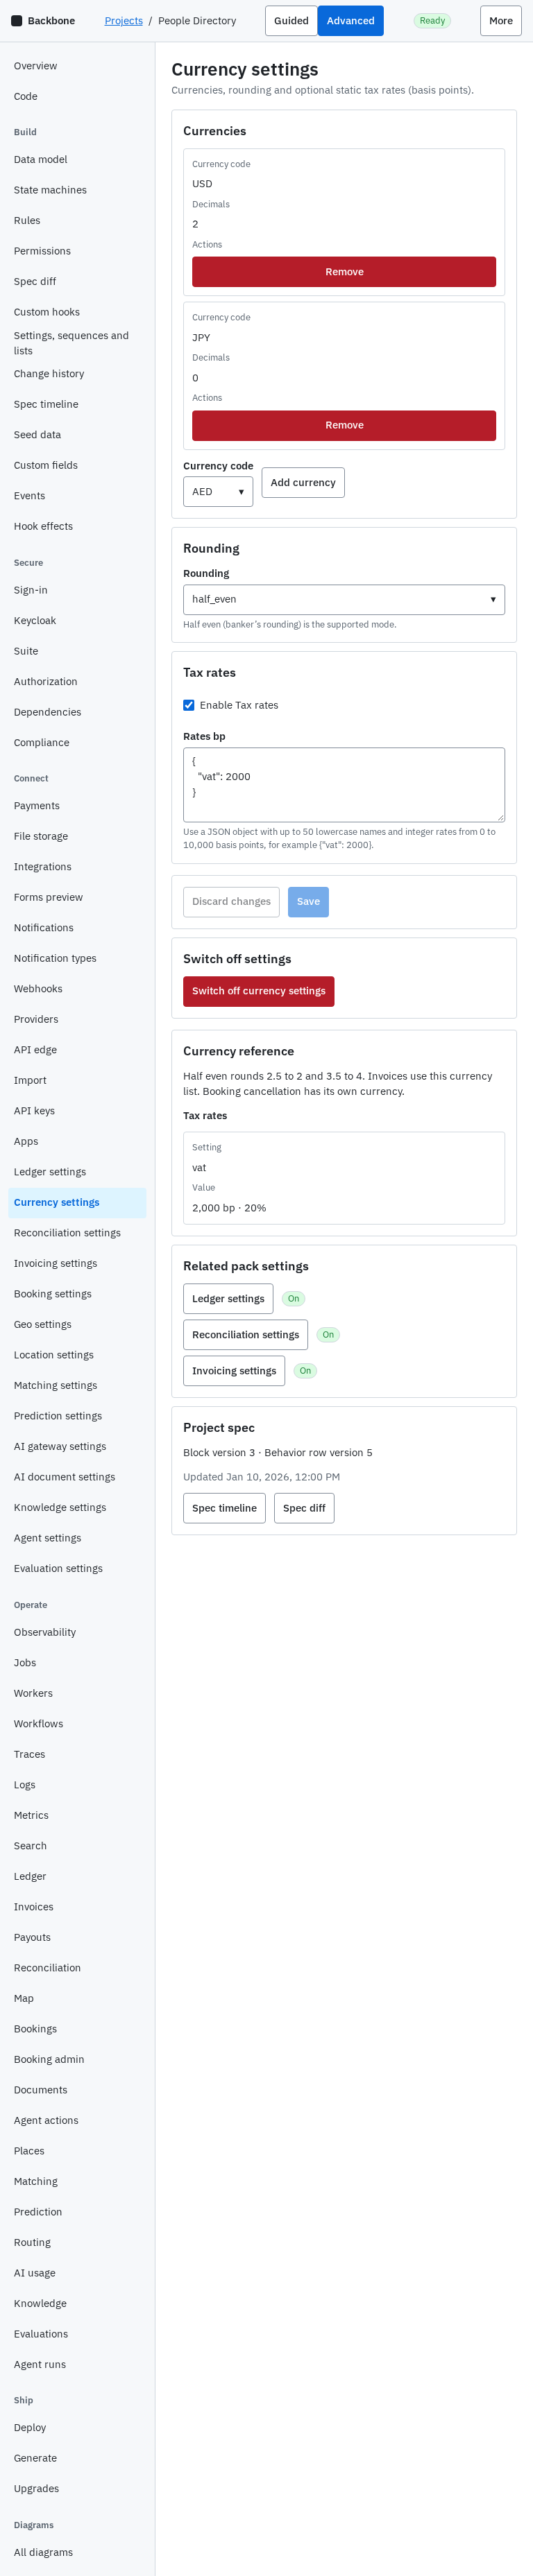 Backbone
Projects / People Directory
Guided
Advanced
Ready
More
Overview
Code
Build
Data model
State machines
Rules
Permissions
Spec diff
Custom hooks
Settings, sequences and
lists
Change history
Spec timeline
Seed data
Custom fields
Events
Hook effects
Secure
Sign-in
Keycloak
Suite
Authorization
Dependencies
Compliance
Connect
Payments
File storage
Integrations
Forms preview
Notifications
Notification types
Webhooks
Providers
API edge
Import
API keys
Apps
Ledger settings
Currency settings
Reconciliation settings
Invoicing settings
Booking settings
Geo settings
Location settings
Matching settings
Prediction settings
AI gateway settings
AI document settings
Knowledge settings
Agent settings
Evaluation settings
Operate
Observability
Jobs
Workers
Workflows
Traces
Logs
Metrics
Search
Ledger
Invoices
Payouts
Reconciliation
Map
Bookings
Booking admin
Documents
Agent actions
Places
Matching
Prediction
Routing
AI usage
Knowledge
Evaluations
Agent runs
Ship
Deploy
Generate
Upgrades
Diagrams
All diagrams
Currency settings
Currencies, rounding and optional static tax rates (basis points).
Currencies
Currency code
USD
Decimals
2
Actions
Remove
Currency code
JPY
Decimals
0
Actions
Remove
Currency code
AED
Add currency
Rounding
Rounding
half_even
Half even (banker's rounding) is the supported mode.
Tax rates
Enable Tax rates
Rates bp
{
"vat": 2000
}
Use a JSON object with up to 50 lowercase names and integer rates from 0 to
10,000 basis points, for example {"vat": 2000}.
Discard changes
Save
Switch off settings
Switch off currency settings
Currency reference
Half even rounds 2.5 to 2 and 3.5 to 4. Invoices use this currency
list. Booking cancellation has its own currency.
Tax rates
Setting
vat
Value
2,000 bp · 20%
Related pack settings
Ledger settings
On
Reconciliation settings
On
Invoicing settings
On
Project spec
Block version 3 · Behavior row version 5
Updated Jan 10, 2026, 12:00 PM
Spec timeline
Spec diff